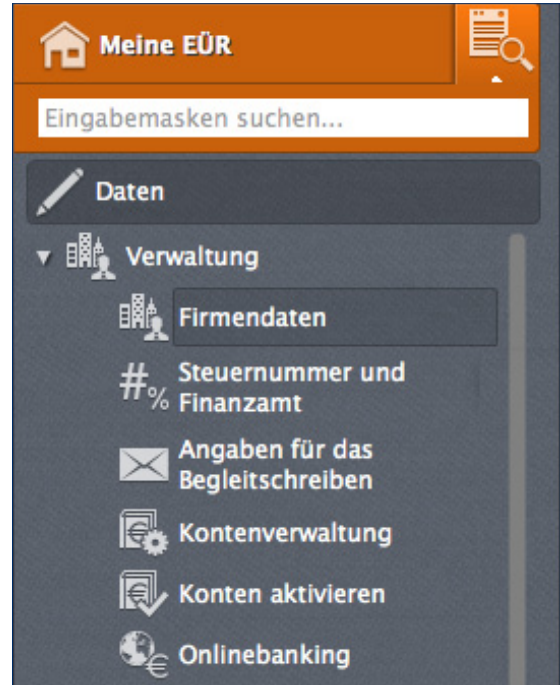 Meine EÜR
Eingabemasken suchen...
Daten
Verwaltung
Firmendaten
Steuernummer und
Finanzamt
Angaben für das
Begleitschreiben
Kontenverwaltung
Konten aktivieren
Onlinebanking